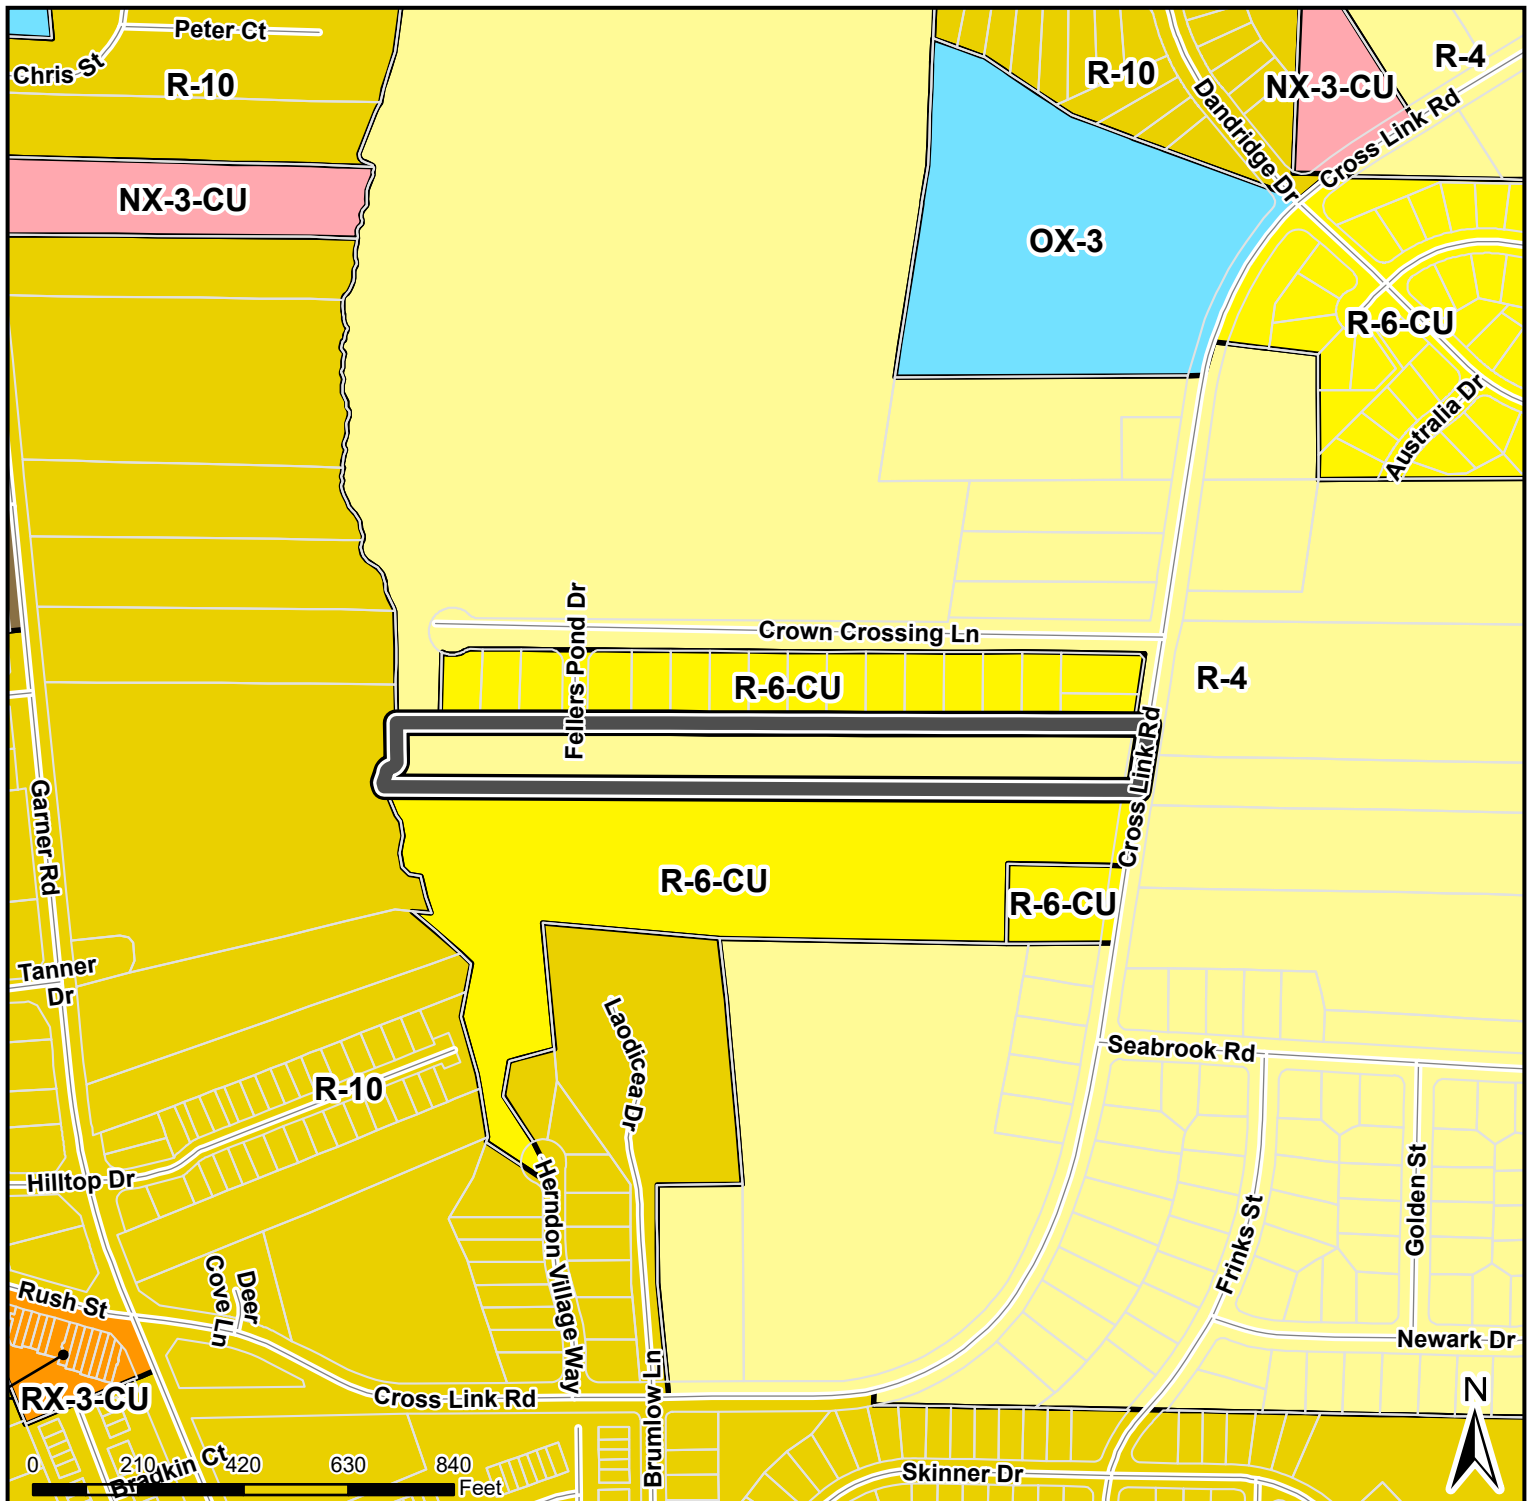 Peter Ct
Chris St
R-10
R-10
NX-3-CU
R-4
Dandridge Dr
Cross Link Rd
NX-3-CU
OX-3
R-6-CU
Australia Dr
Fellers Pond Dr
Crown Crossing Ln
R-6-CU
R-4
Cross Link Rd
Garner Rd
R-6-CU
R-6-CU
Tanner
Dr
Laodicea Dr
Seabrook Rd
R-10
Hilltop Dr
Herndon Village Way
Golden St
Frinks St
Deer
Cove Ln
Rush St
Newark Dr
RX-3-CU
Cross Link Rd
Brumlow Ln
N
Bradkin Ct
Skinner Dr
0 210 420 630 840
Feet